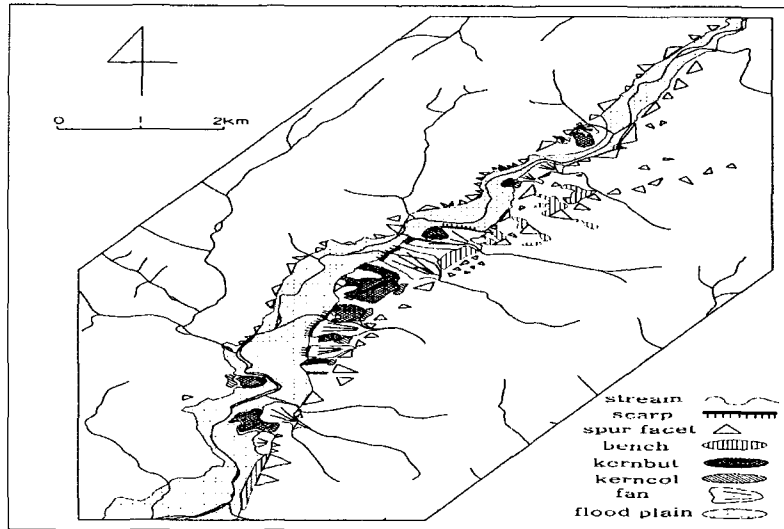 0 1 2km
stream
scarp
spur facet
bench
kernbut
kerncol
fan
flood plain